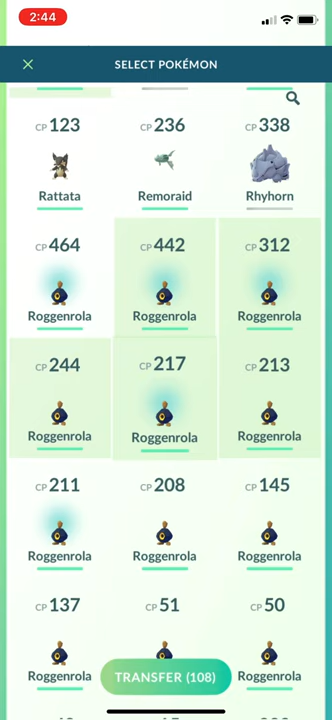 2:44
SELECT POKÉMON
CP 123 CP 236 CP 338
Rattata Remoraid Rhyhorn
CP 464 CP 442 CP 312
Roggenrola Roggenrola Roggenrola
CP 244 CP 217 CP 213
Roggenrola Roggenrola Roggenrola
CP 211 CP 208 CP 145
Roggenrola Roggenrola Roggenrola
CP 137 CP 51 CP 50
Roggenrola Roggenrola
TRANSFER (108)